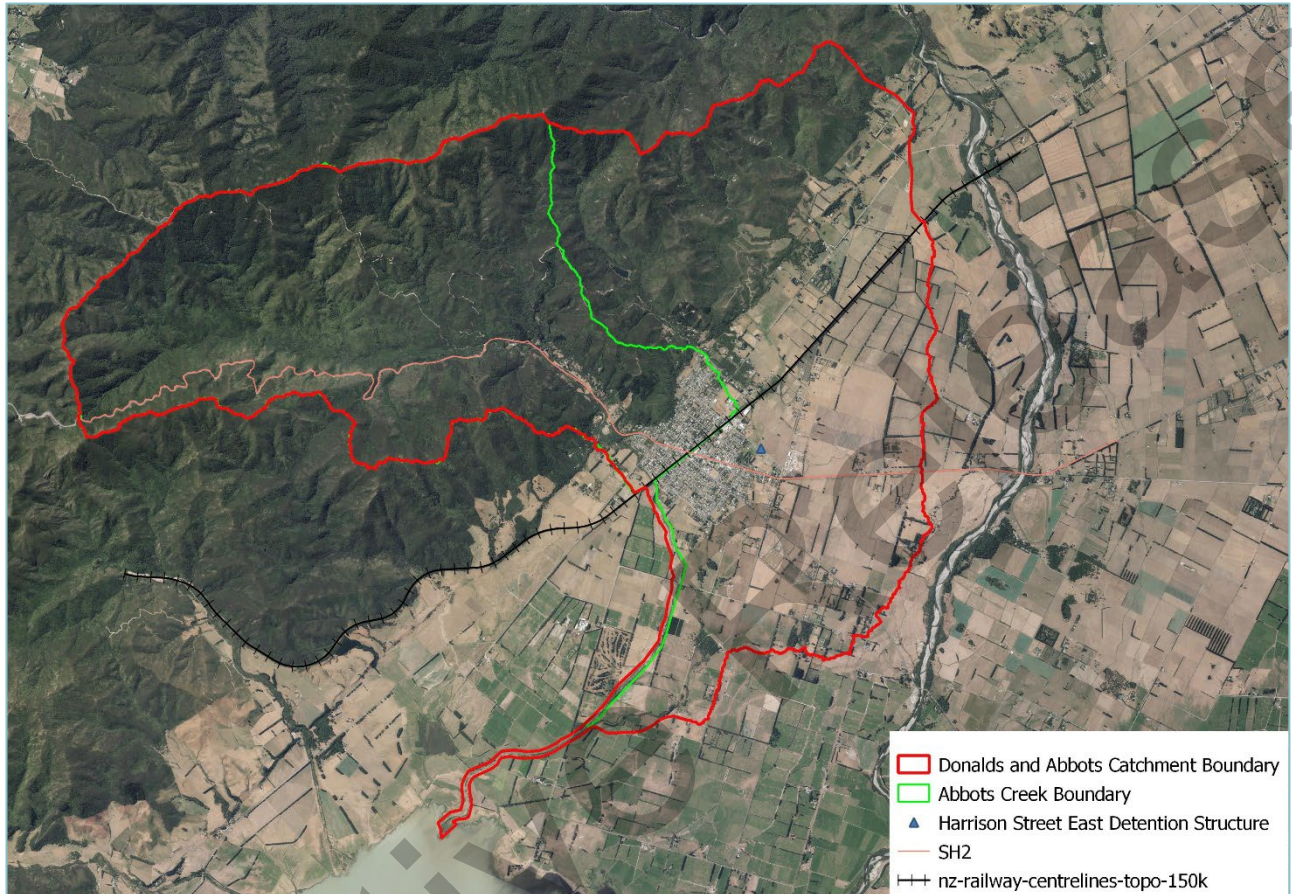 Donalds and Abbots Catchment Boundary
Abbots Creek Boundary
Harrison Street East Detention Structure
SH2
nz-railway-centrelines-topo-150k